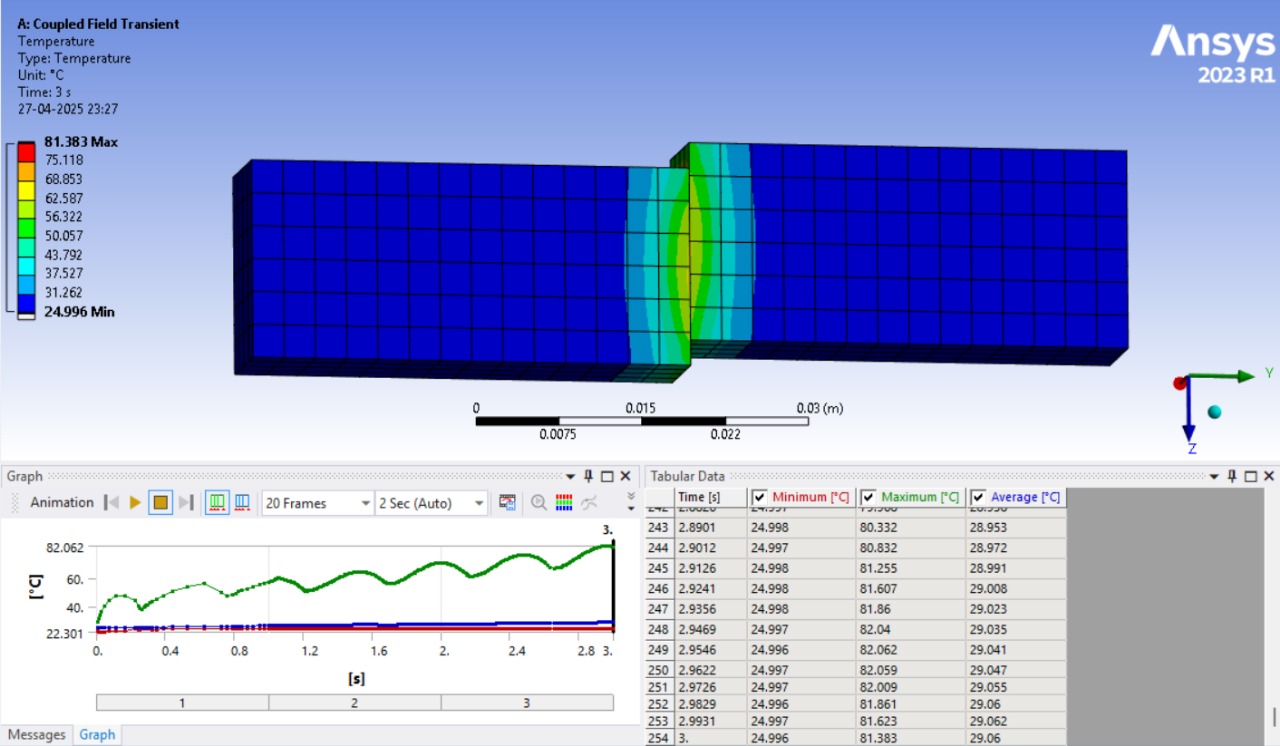 A: Coupled Field Transient
Temperature
Type: Temperature
Unit: °C
Time: 3 s
27-04-2025 23:27
Ansys
2023 R1
81.383 Max
75.118
68.853
62.587
56.322
50.057
43.792
37.527
31.262
24.996 Min
0 0.015 0.03 (m)
0.0075 0.022
Y
Z
Graph
Animation 20 Frames 2 Sec (Auto)
3.
82.062
60.
40.
22.301
[°C]
0. 0.4 0.8 1.2 1.6 2. 2.4 2.8 3.
[s]
1 2 3
Messages Graph
Tabular Data
Time [s] Minimum [°C] Maximum [°C] Average [°C]
243 2.8901 24.998 80.332 28.953
244 2.9012 24.997 80.832 28.972
245 2.9126 24.998 81.255 28.991
246 2.9241 24.998 81.607 29.008
247 2.9356 24.998 81.86 29.023
248 2.9469 24.997 82.04 29.035
249 2.9546 24.996 82.062 29.041
250 2.9622 24.997 82.059 29.047
251 2.9726 24.997 82.009 29.055
252 2.9829 24.996 81.861 29.06
253 2.9931 24.997 81.623 29.062
254 3. 24.996 81.383 29.06